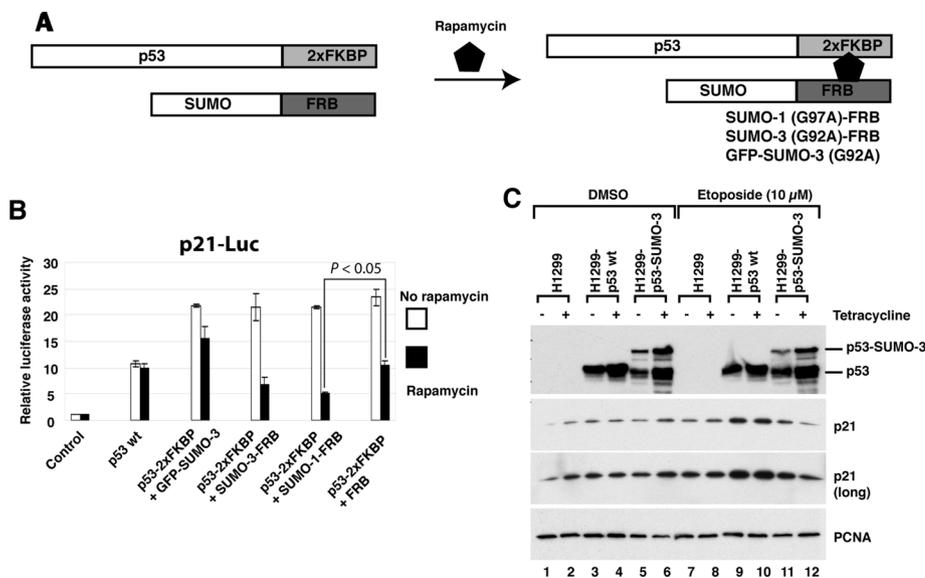 A
p53
2xFKBP
SUMO
FRB
Rapamycin
p53
2xFKBP
SUMO
FRB
SUMO-1 (G97A)-FRB
SUMO-3 (G92A)-FRB
GFP-SUMO-3 (G92A)
B
p21-Luc
Relative luciferase activity
30
25
20
15
10
5
0
P < 0.05
No rapamycin
Rapamycin
Control
p53 wt
p53-2xFKBP
+ GFP-SUMO-3
p53-2xFKBP
+ SUMO-3-FRB
p53-2xFKBP
+ SUMO-1-FRB
p53-2xFKBP
+ FRB
C
DMSO
Etoposide (10 µM)
H1299
H1299-
p53 wt
H1299-
p53-SUMO-3
H1299
H1299-
p53 wt
H1299-
p53-SUMO-3
- + - + - + - + - + - + Tetracycline
p53-SUMO-3
p53
p21
p21
(long)
PCNA
1 2 3 4 5 6 7 8 9 10 11 12